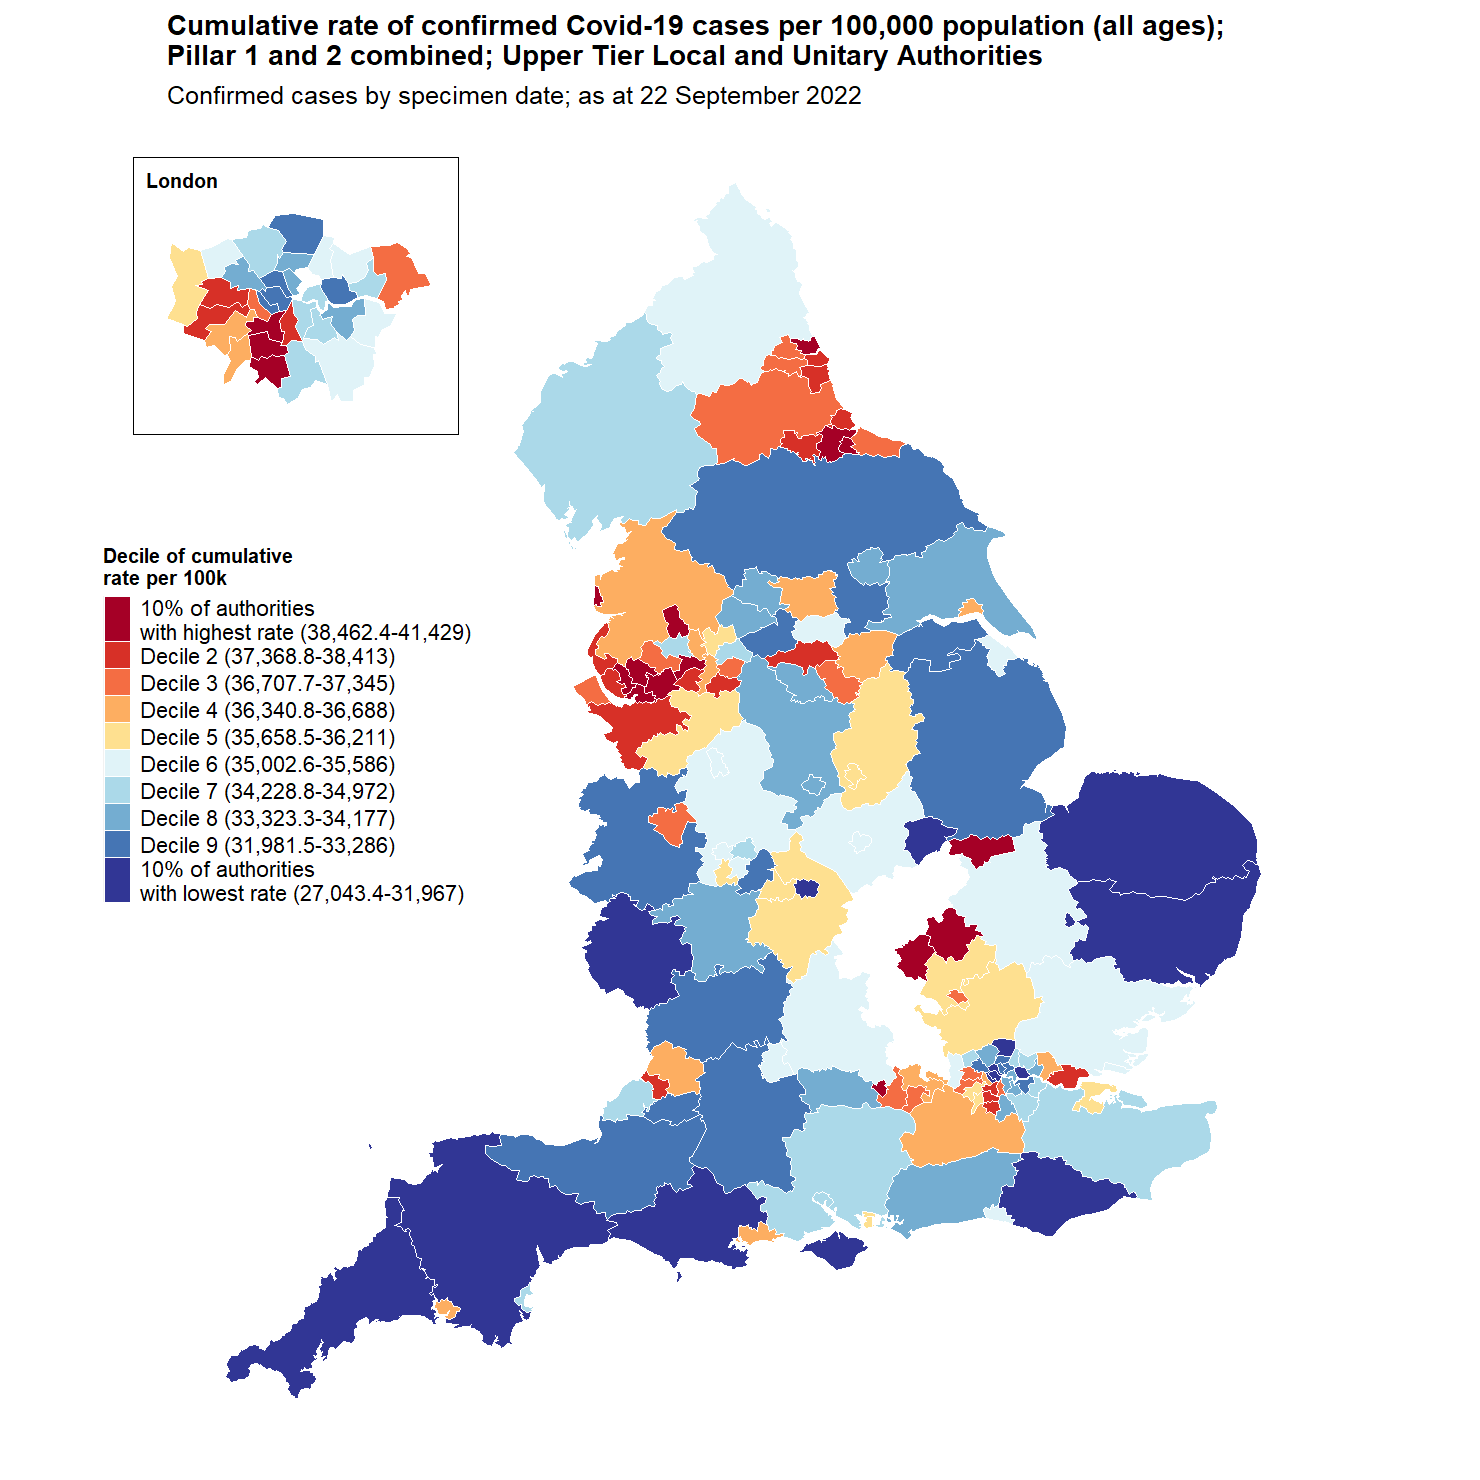 Cumulative rate of confirmed Covid-19 cases per 100,000 population (all ages);
Pillar 1 and 2 combined; Upper Tier Local and Unitary Authorities
Confirmed cases by specimen date; as at 22 September 2022
London
Decile of cumulative
rate per 100k
10% of authorities
with highest rate (38,462.4-41,429)
Decile 2 (37,368.8-38,413)
Decile 3 (36,707.7-37,345)
Decile 4 (36,340.8-36,688)
Decile 5 (35,658.5-36,211)
Decile 6 (35,002.6-35,586)
Decile 7 (34,228.8-34,972)
Decile 8 (33,323.3-34,177)
Decile 9 (31,981.5-33,286)
10% of authorities
with lowest rate (27,043.4-31,967)